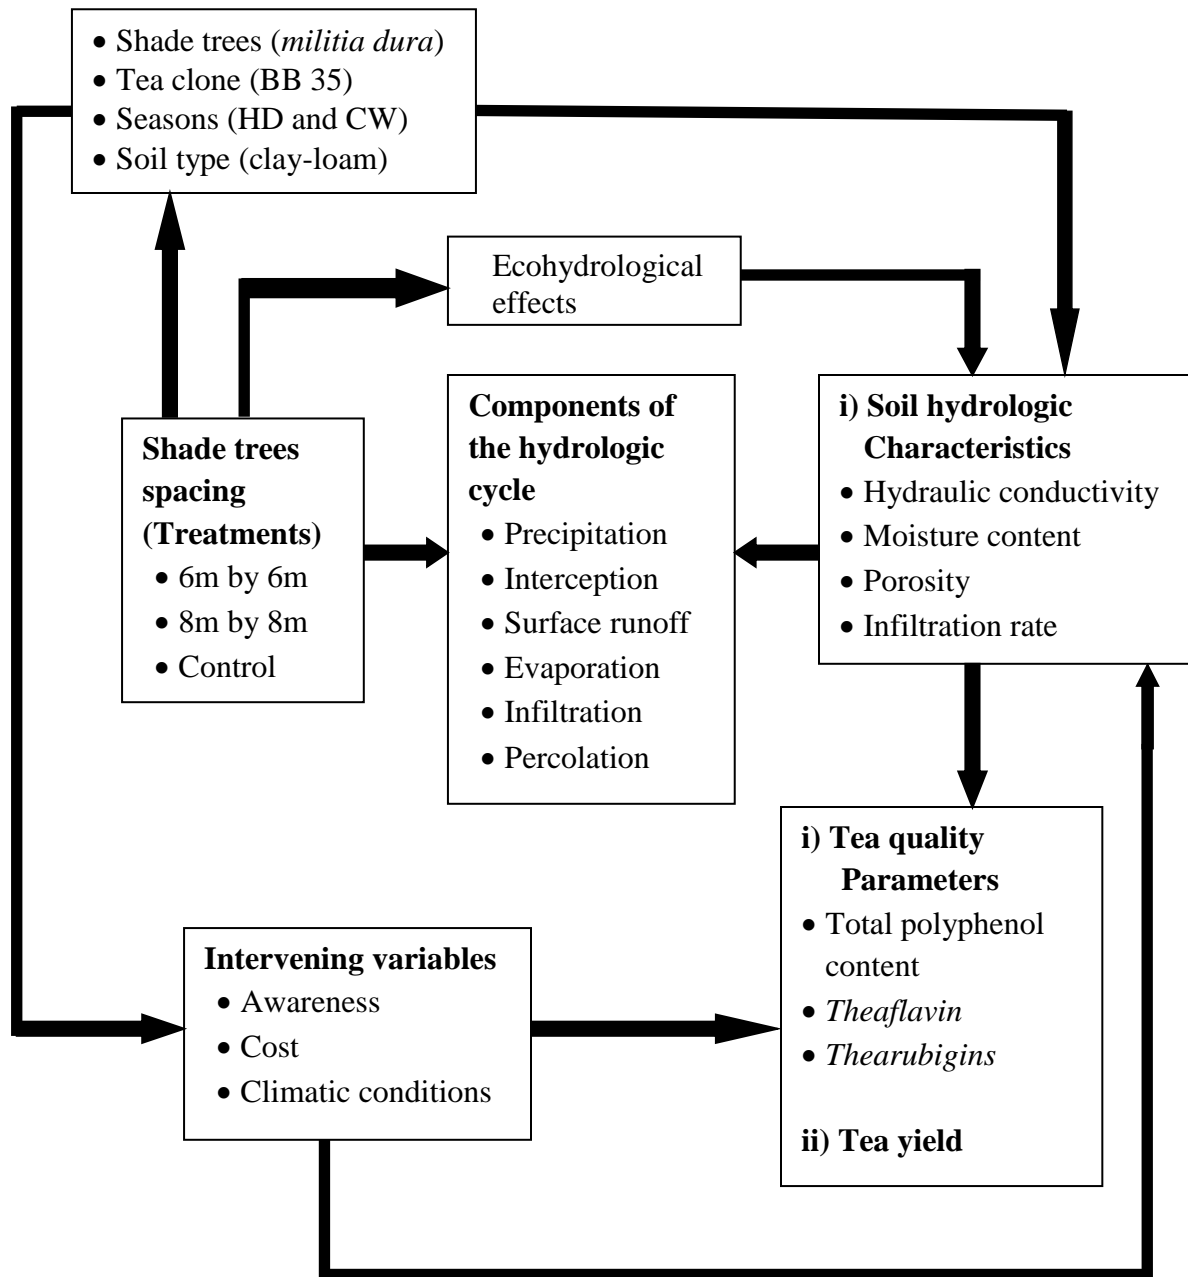 • Shade trees (militia dura)
• Tea clone (BB 35)
• Seasons (HD and CW)
• Soil type (clay-loam)
Ecohydrological
effects
Shade trees
spacing
(Treatments)
• 6m by 6m
• 8m by 8m
• Control
Components of
the hydrologic
cycle
• Precipitation
• Interception
• Surface runoff
• Evaporation
• Infiltration
• Percolation
i) Soil hydrologic
Characteristics
• Hydraulic conductivity
• Moisture content
• Porosity
• Infiltration rate
Intervening variables
• Awareness
• Cost
• Climatic conditions
i) Tea quality
Parameters
• Total polyphenol
content
• Theaflavin
• Thearubigins
ii) Tea yield